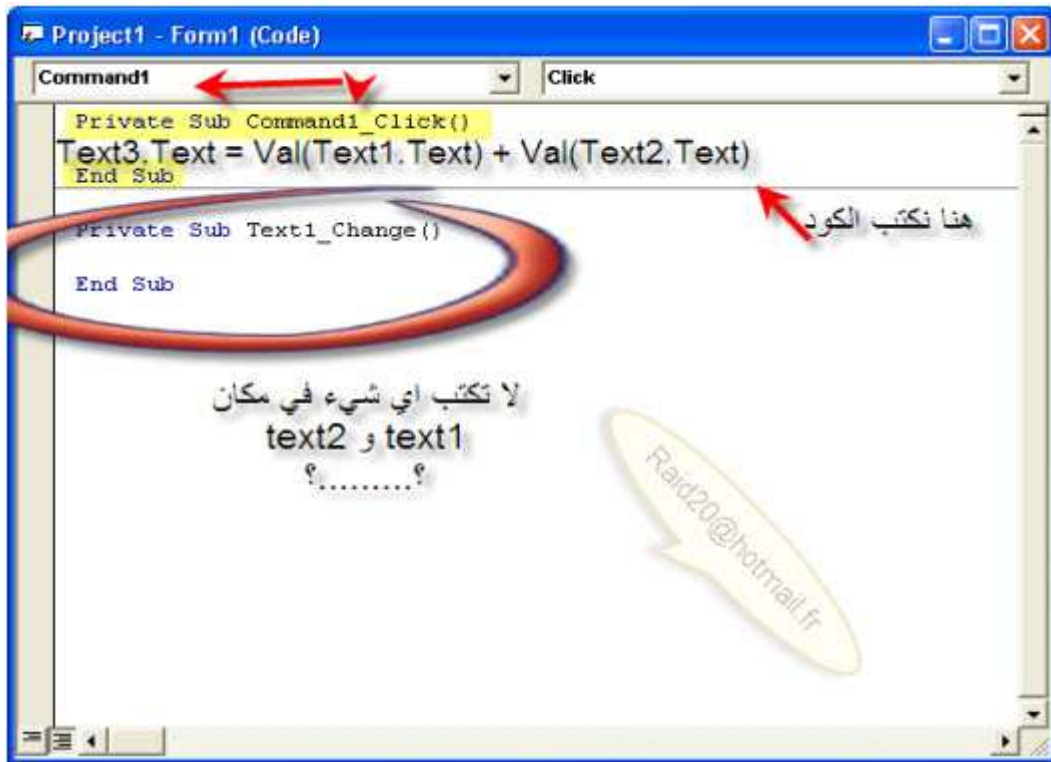 Project1 - Form1 (Code)
Command1
Click
Private Sub Command1_Click()
Text3.Text = Val(Text1.Text) + Val(Text2.Text)
End Sub
هنا نكتب الكود
Private Sub Text1_Change()
End Sub
لا تكتب اي شيء في مكان
text1 و text2
؟.........؟
Raid20@hotmail.fr